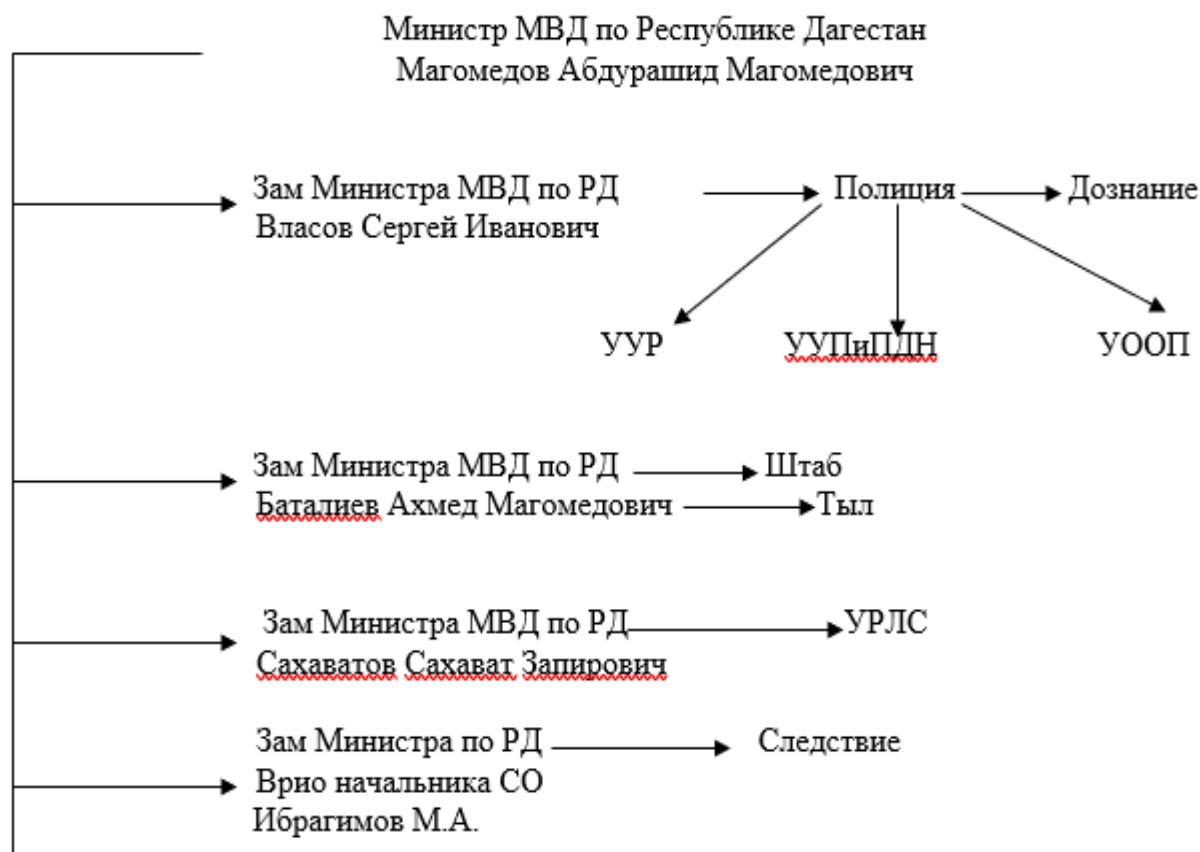 Министр МВД по Республике Дагестан
Магомедов Абдурашид Магомедович
Зам Министра МВД по РД
Полиция
Дознание
Власов Сергей Иванович
УУР
УУПиПДН
УООП
Зам Министра МВД по РД
Штаб
Баталиев Ахмед Магомедович
Тыл
Зам Министра МВД по РД
УРЛС
Сахаватов Сахават Запирович
Зам Министра по РД
Следствие
Врио начальника СО
Ибрагимов М.А.